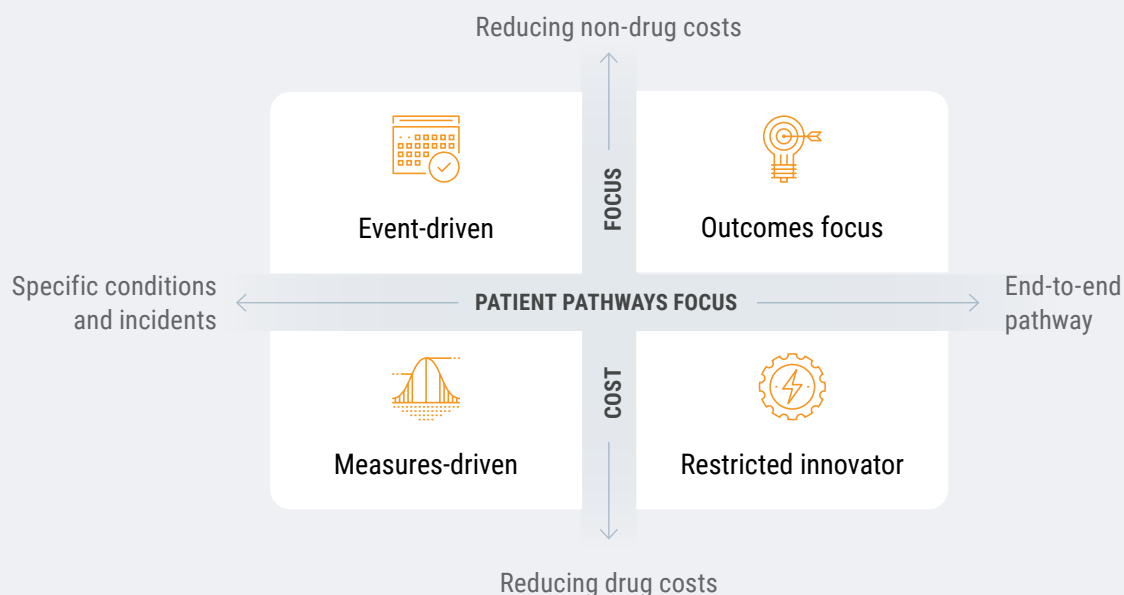 Reducing non-drug costs
Event-driven
FOCUS
Outcomes focus
Specific conditions
and incidents
PATIENT PATHWAYS FOCUS
End-to-end
pathway
Measures-driven
COST
Restricted innovator
Reducing drug costs